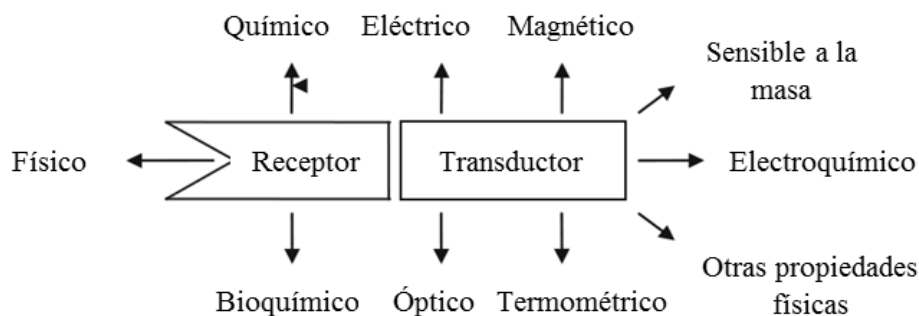 Químico Eléctrico Magnético
Sensible a la
masa
Físico Receptor Transductor Electroquímico
Otras propiedades
físicas
Bioquímico Óptico Termométrico